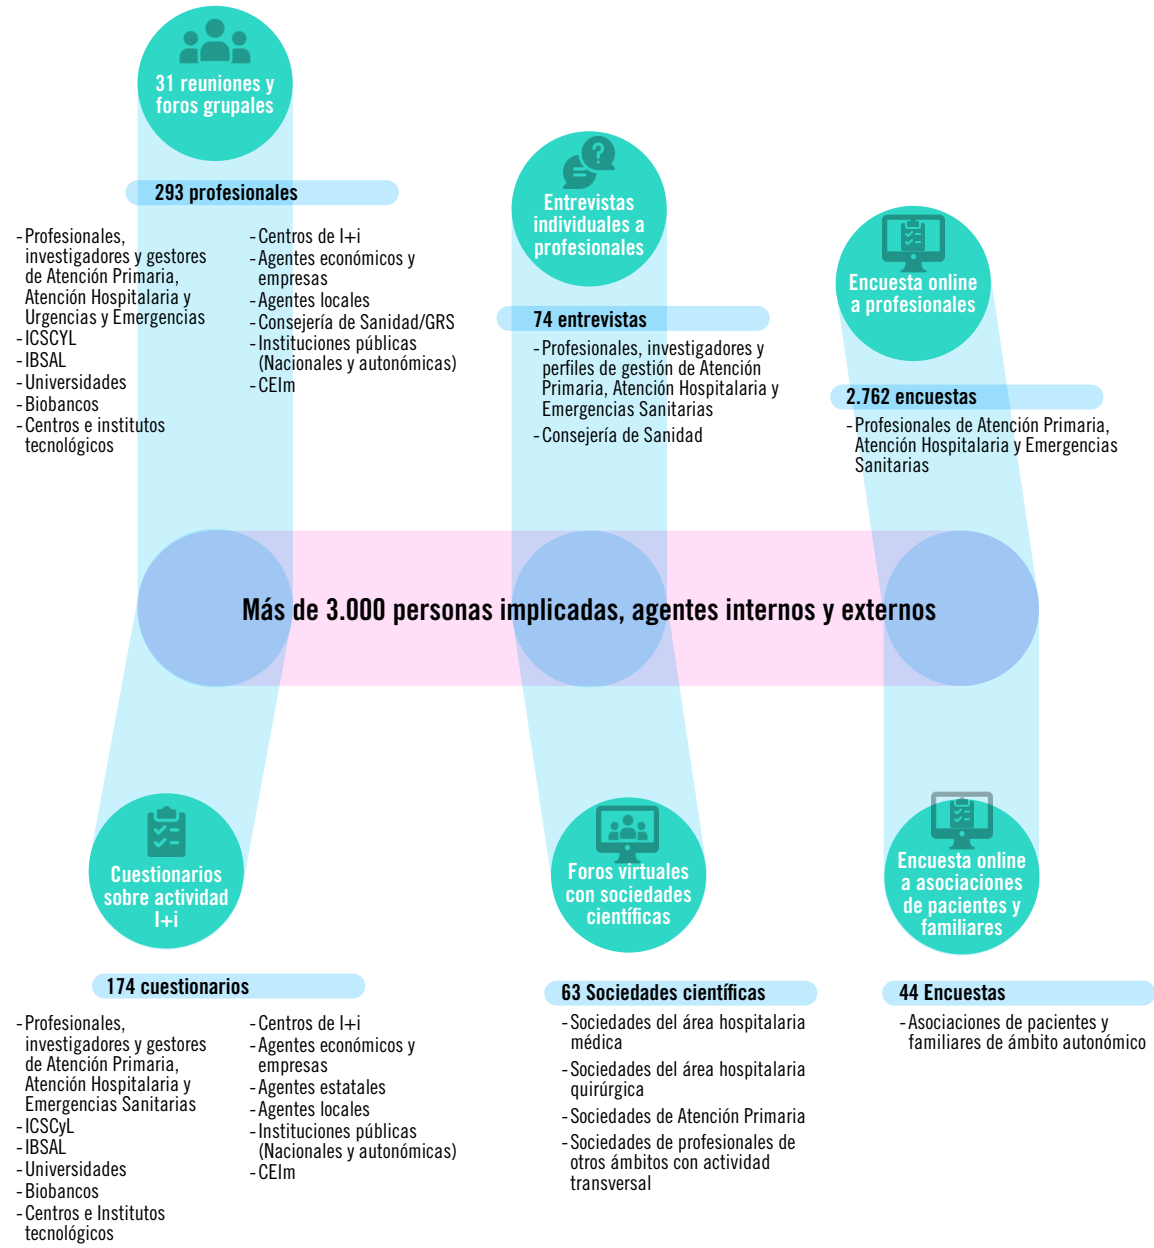 31 reuniones y
foros grupales
293 profesionales
- Profesionales,
investigadores y gestores
de Atención Primaria,
Atención Hospitalaria y
Urgencias y Emergencias
- ICSCYL
- IBSAL
- Universidades
- Biobancos
- Centros e institutos
tecnológicos
- Centros de I+i
- Agentes económicos y
empresas
- Agentes locales
- Consejería de Sanidad/GRS
- Instituciones públicas
(Nacionales y autonómicas)
- CEIm
Entrevistas
individuales a
profesionales
74 entrevistas
- Profesionales, investigadores y
perfiles de gestión de Atención
Primaria, Atención Hospitalaria y
Emergencias Sanitarias
- Consejería de Sanidad
Encuesta online
a profesionales
2.762 encuestas
- Profesionales de Atención Primaria,
Atención Hospitalaria y Emergencias
Sanitarias
Más de 3.000 personas implicadas, agentes internos y externos
Cuestionarios
sobre actividad
I+i
174 cuestionarios
- Profesionales,
investigadores y gestores
de Atención Primaria,
Atención Hospitalaria y
Emergencias Sanitarias
- ICSCyL
- IBSAL
- Universidades
- Biobancos
- Centros e Institutos
tecnológicos
- Centros de I+i
- Agentes económicos y
empresas
- Agentes estatales
- Agentes locales
- Instituciones públicas
(Nacionales y autonómicas)
- CEIm
Foros virtuales
con sociedades
científicas
63 Sociedades científicas
- Sociedades del área hospitalaria
médica
- Sociedades del área hospitalaria
quirúrgica
- Sociedades de Atención Primaria
- Sociedades de profesionales de
otros ámbitos con actividad
transversal
Encuesta online
a asociaciones
de pacientes y
familiares
44 Encuestas
- Asociaciones de pacientes y
familiares de ámbito autonómico